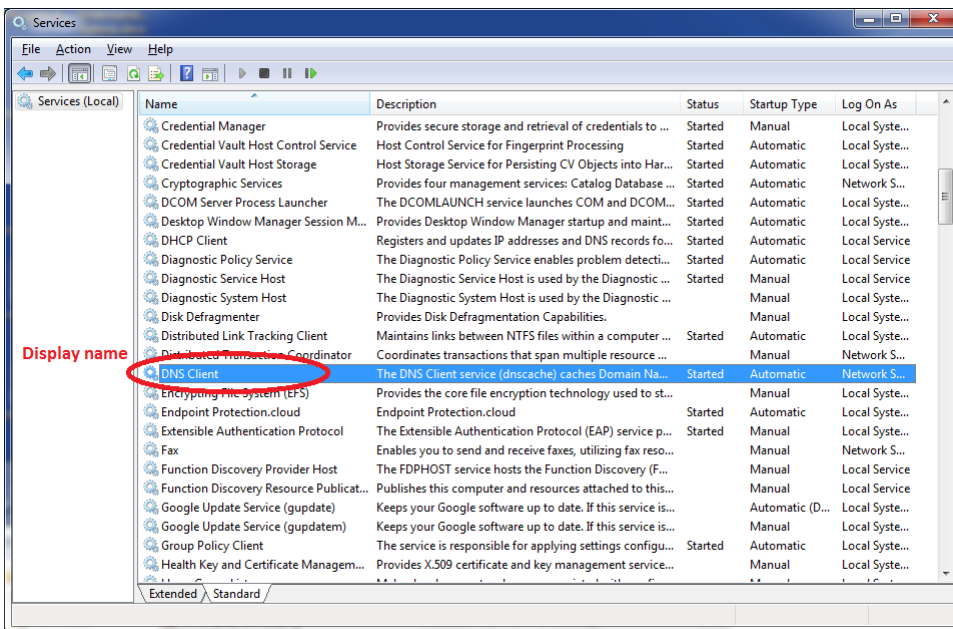 Services
File Action View Help
Services (Local)
Name Description Status Startup Type Log On As
Credential Manager Provides secure storage and retrieval of credentials to ... Started Manual Local Syste...
Credential Vault Host Control Service Host Control Service for Fingerprint Processing Started Automatic Local Syste...
Credential Vault Host Storage Host Storage Service for Persisting CV Objects into Har... Started Automatic Local Syste...
Cryptographic Services Provides four management services: Catalog Database ... Started Automatic Network S...
DCOM Server Process Launcher The DCOMLAUNCH service launches COM and DCOM... Started Automatic Local Syste...
Desktop Window Manager Session M... Provides Desktop Window Manager startup and maint... Started Automatic Local Syste...
DHCP Client Registers and updates IP addresses and DNS records fo... Started Automatic Local Service
Diagnostic Policy Service The Diagnostic Policy Service enables problem detecti... Started Automatic Local Service
Diagnostic Service Host The Diagnostic Service Host is used by the Diagnostic ... Started Manual Local Service
Diagnostic System Host The Diagnostic System Host is used by the Diagnostic ... Manual Local Syste...
Disk Defragmenter Provides Disk Defragmentation Capabilities. Manual Local Syste...
Distributed Link Tracking Client Maintains links between NTFS files within a computer ... Started Automatic Local Syste...
Display name
Distributed Transaction Coordinator Coordinates transactions that span multiple resource ... Manual Network S...
DNS Client The DNS Client service (dnscache) caches Domain Na... Started Automatic Network S...
Encrypting File System (EFS) Provides the core file encryption technology used to st... Manual Local Syste...
Endpoint Protection.cloud Endpoint Protection.cloud Started Automatic Local Syste...
Extensible Authentication Protocol The Extensible Authentication Protocol (EAP) service p... Started Manual Local Syste...
Fax Enables you to send and receive faxes, utilizing fax reso... Manual Network S...
Function Discovery Provider Host The FDPHOST service hosts the Function Discovery (F... Manual Local Service
Function Discovery Resource Publicat... Publishes this computer and resources attached to this... Manual Local Service
Google Update Service (gupdate) Keeps your Google software up to date. If this service is... Automatic (D... Local Syste...
Google Update Service (gupdatem) Keeps your Google software up to date. If this service is... Manual Local Syste...
Group Policy Client The service is responsible for applying settings configu... Started Automatic Local Syste...
Health Key and Certificate Managem... Provides X.509 certificate and key management service... Manual Local Syste...
Extended Standard